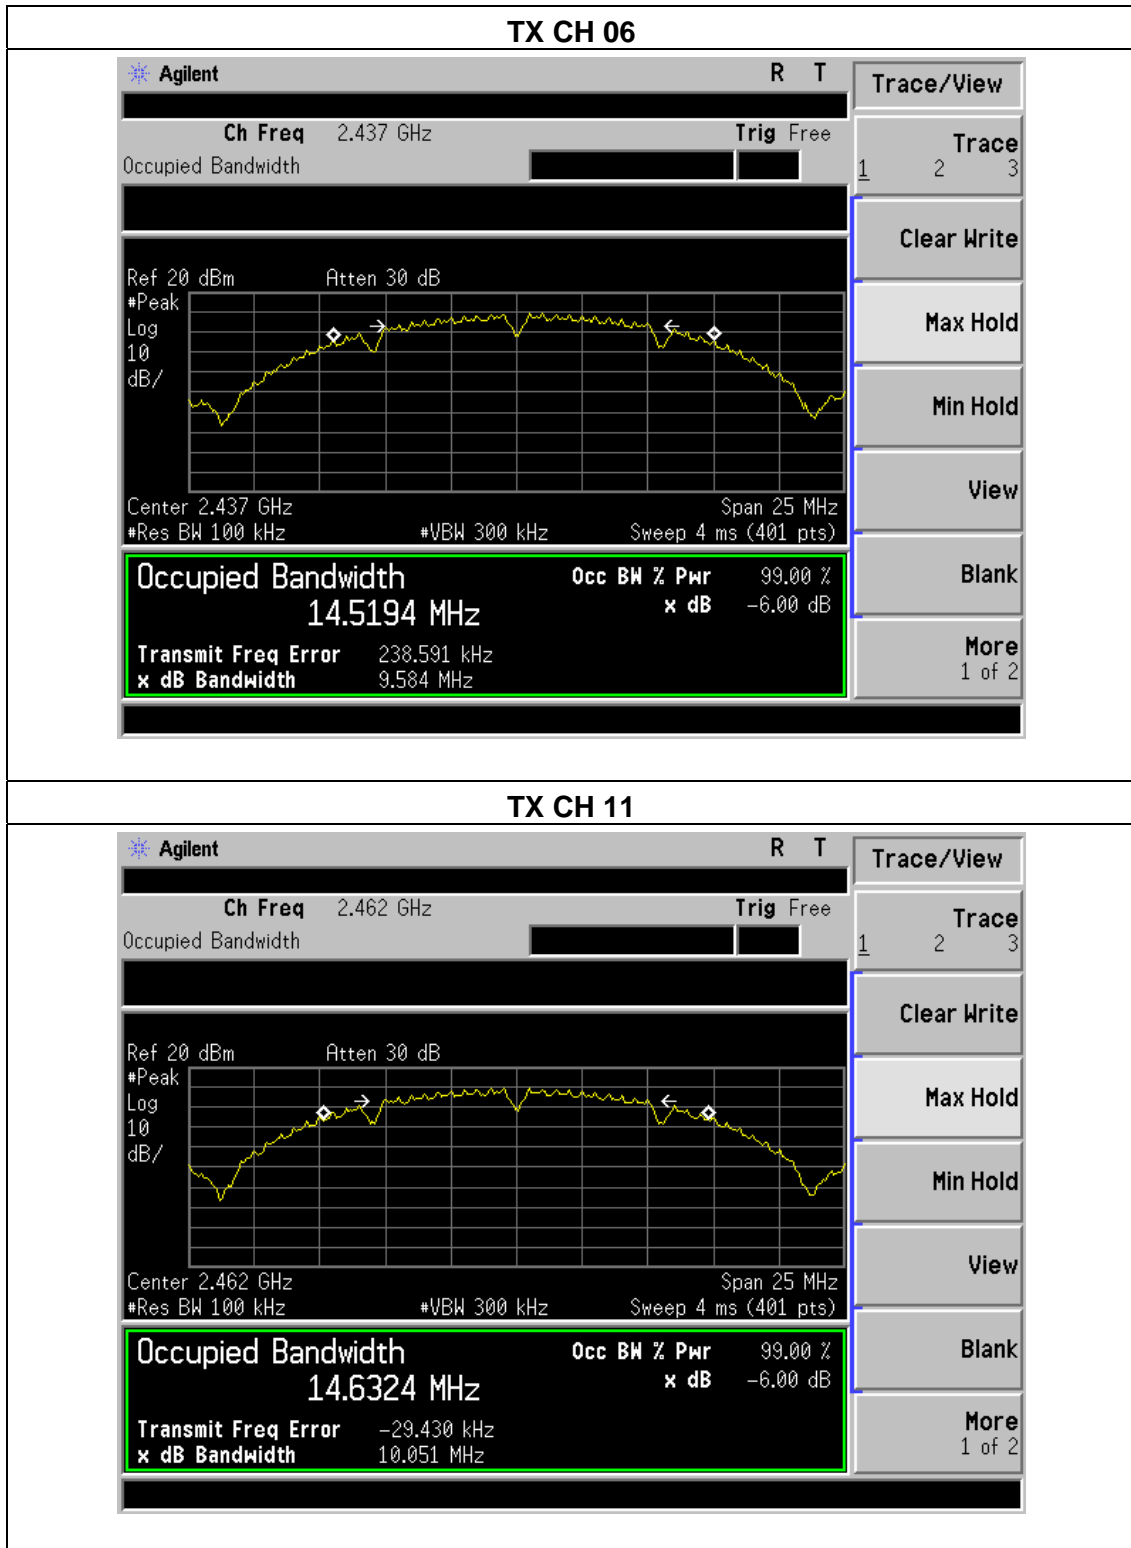 TX CH 06
Agilent R T
Trace/View
Ch Freq 2.437 GHz Trig Free
Occupied Bandwidth
Trace
1 2 3
Clear Write
Max Hold
Min Hold
View
Blank
More
1 of 2
Ref 20 dBm Atten 30 dB
#Peak
Log
10
dB/
Center 2.437 GHz Span 25 MHz
#Res BW 100 kHz #VBW 300 kHz Sweep 4 ms (401 pts)
Occupied Bandwidth Occ BW % Pwr 99.00 %
14.5194 MHz x dB -6.00 dB
Transmit Freq Error 238.591 kHz
x dB Bandwidth 9.584 MHz
TX CH 11
Agilent R T
Trace/View
Ch Freq 2.462 GHz Trig Free
Occupied Bandwidth
Trace
1 2 3
Clear Write
Max Hold
Min Hold
View
Blank
More
1 of 2
Ref 20 dBm Atten 30 dB
#Peak
Log
10
dB/
Center 2.462 GHz Span 25 MHz
#Res BW 100 kHz #VBW 300 kHz Sweep 4 ms (401 pts)
Occupied Bandwidth Occ BW % Pwr 99.00 %
14.6324 MHz x dB -6.00 dB
Transmit Freq Error -29.430 kHz
x dB Bandwidth 10.051 MHz